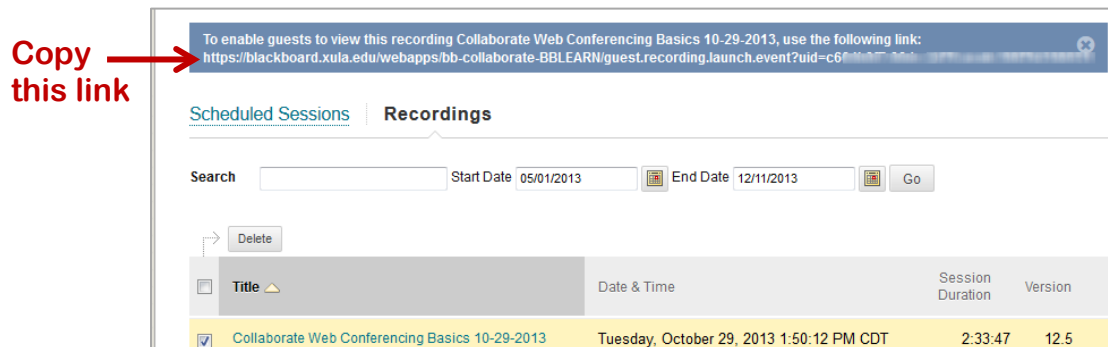 Copy
this link
To enable guests to view this recording Collaborate Web Conferencing Basics 10-29-2013, use the following link:
https://blackboard.xula.edu/webapps/bb-collaborate-BBLEARN/guest.recording.launch.event?uid=c6
Scheduled Sessions Recordings
Search Start Date 05/01/2013 End Date 12/11/2013 Go
Delete
Title Date & Time Session Duration Version
Collaborate Web Conferencing Basics 10-29-2013 Tuesday, October 29, 2013 1:50:12 PM CDT 2:33:47 12.5